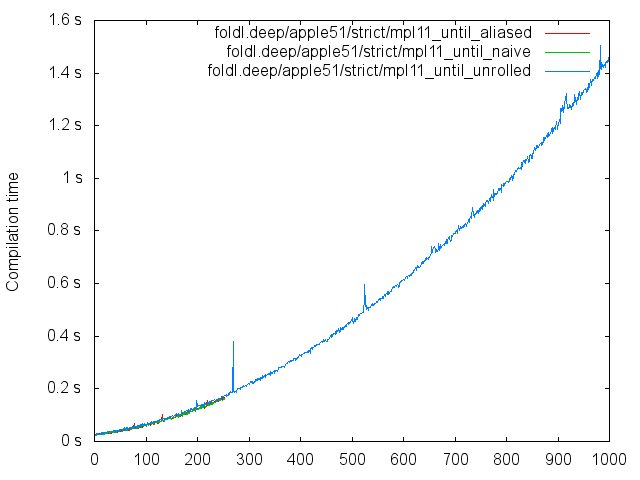 1.6 s
1.4 s
1.2 s
1 s
0.8 s
0.6 s
0.4 s
0.2 s
0 s
Compilation time
foldl.deep/apple51/strict/mpl11_until_aliased
foldl.deep/apple51/strict/mpl11_until_naive
foldl.deep/apple51/strict/mpl11_until_unrolled
0 100 200 300 400 500 600 700 800 900 1000